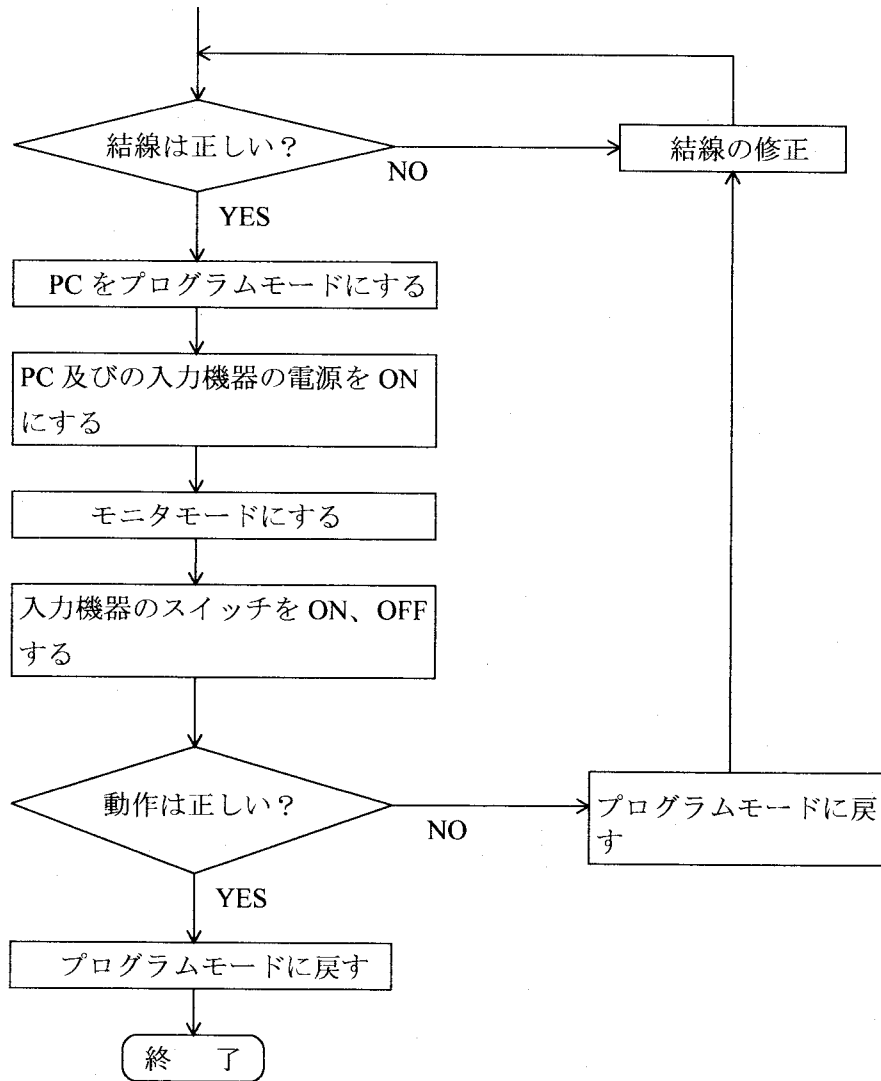 結線は正しい？
NO
結線の修正
YES
PC をプログラムモードにする
PC 及びの入力機器の電源を ON
にする
モニタモードにする
入力機器のスイッチを ON、OFF
する
動作は正しい？
NO
プログラムモードに戻
す
YES
プログラムモードに戻す
終　了